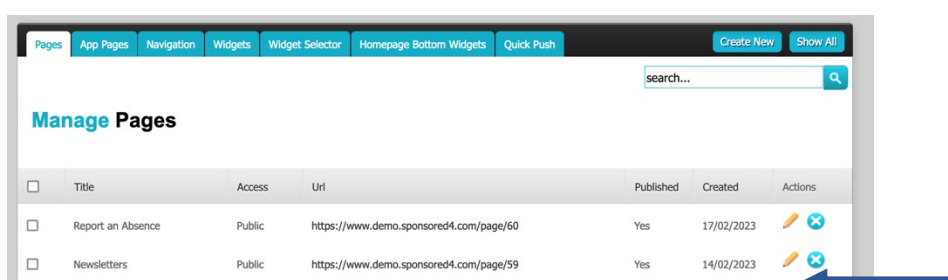 Pages App Pages Navigation Widgets Widget Selector Homepage Bottom Widgets Quick Push Create New Show All
search...
Manage Pages
Title Access Url Published Created Actions
Report an Absence Public https://www.demo.sponsored4.com/page/60 Yes 17/02/2023
Newsletters Public https://www.demo.sponsored4.com/page/59 Yes 14/02/2023